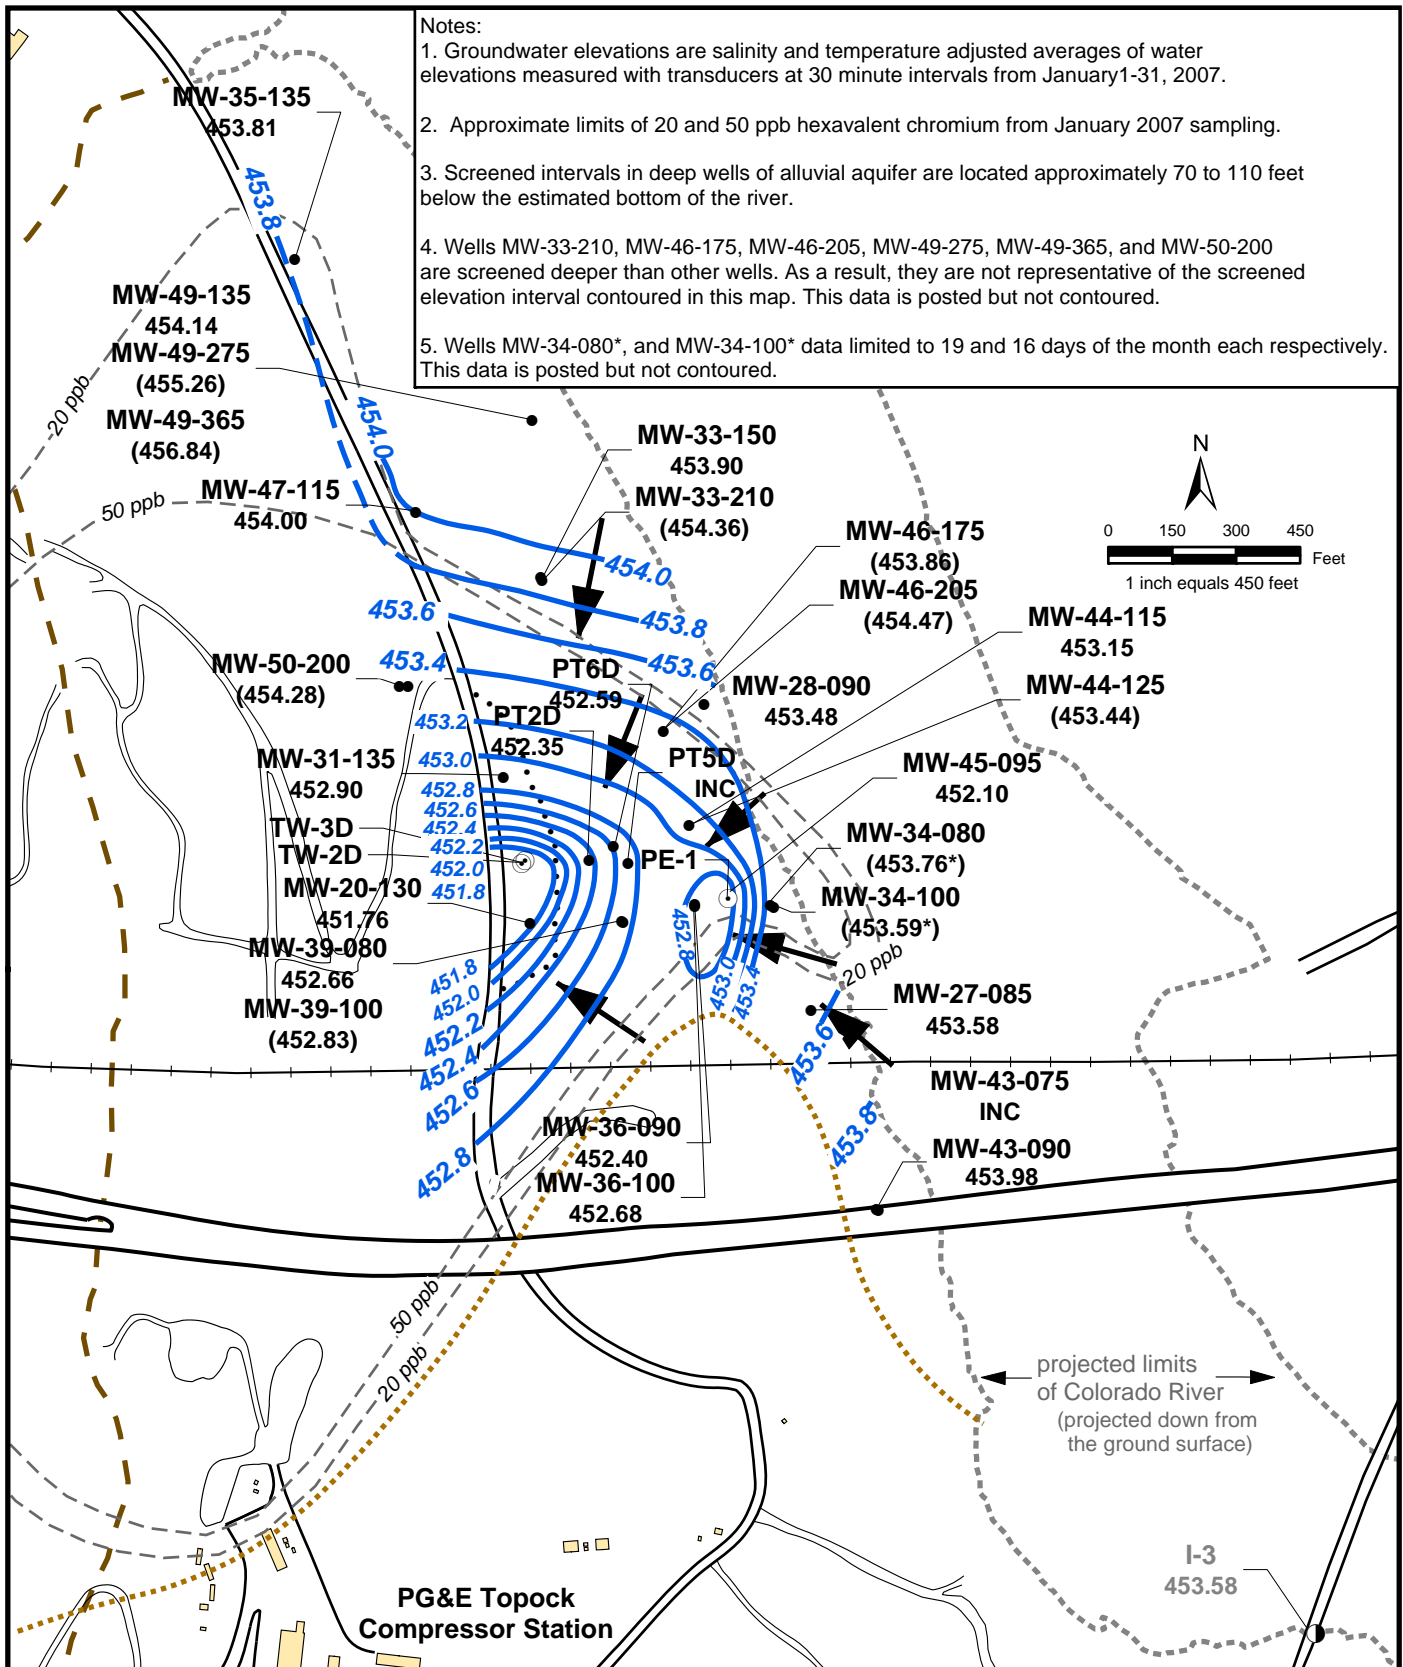 Notes:
1. Groundwater elevations are salinity and temperature adjusted averages of water
elevations measured with transducers at 30 minute intervals from January1-31, 2007.
2. Approximate limits of 20 and 50 ppb hexavalent chromium from January 2007 sampling.
3. Screened intervals in deep wells of alluvial aquifer are located approximately 70 to 110 feet
below the estimated bottom of the river.
4. Wells MW-33-210, MW-46-175, MW-46-205, MW-49-275, MW-49-365, and MW-50-200
are screened deeper than other wells. As a result, they are not representative of the screened
elevation interval contoured in this map. This data is posted but not contoured.
5. Wells MW-34-080*, and MW-34-100* data limited to 19 and 16 days of the month each respectively.
This data is posted but not contoured.
MW-35-135
453.81
453.8
MW-49-135
454.14
MW-49-275
(455.26)
MW-49-365
(456.84)
20 ppb
454.0
MW-47-115
454.00
50 ppb
MW-33-150
453.90
MW-33-210
(454.36)
N
0 150 300 450
Feet
1 inch equals 450 feet
MW-46-175
(453.86)
MW-46-205
(454.47)
454.0
453.8
453.6
453.6
453.4
MW-44-115
453.15
MW-44-125
(453.44)
MW-50-200
(454.28)
PT6D
452.59
MW-28-090
453.48
453.2
PT2D
452.35
453.0
MW-31-135
452.90
PT5D
INC
MW-45-095
452.10
452.8
452.6
452.4
452.2
452.0
451.8
TW-3D
TW-2D
PE-1
MW-34-080
(453.76*)
MW-34-100
(453.59*)
MW-20-130
451.76
MW-39-080
452.66
MW-39-100
(452.83)
452.8
453.0
453.4
20 ppb
451.8
452.0
452.2
452.4
452.6
452.8
MW-27-085
453.58
453.6
453.8
MW-43-075
INC
MW-43-090
453.98
MW-36-090
452.40
MW-36-100
452.68
50 ppb
20 ppb
projected limits
of Colorado River
(projected down from
the ground surface)
I-3
453.58
PG&E Topock
Compressor Station